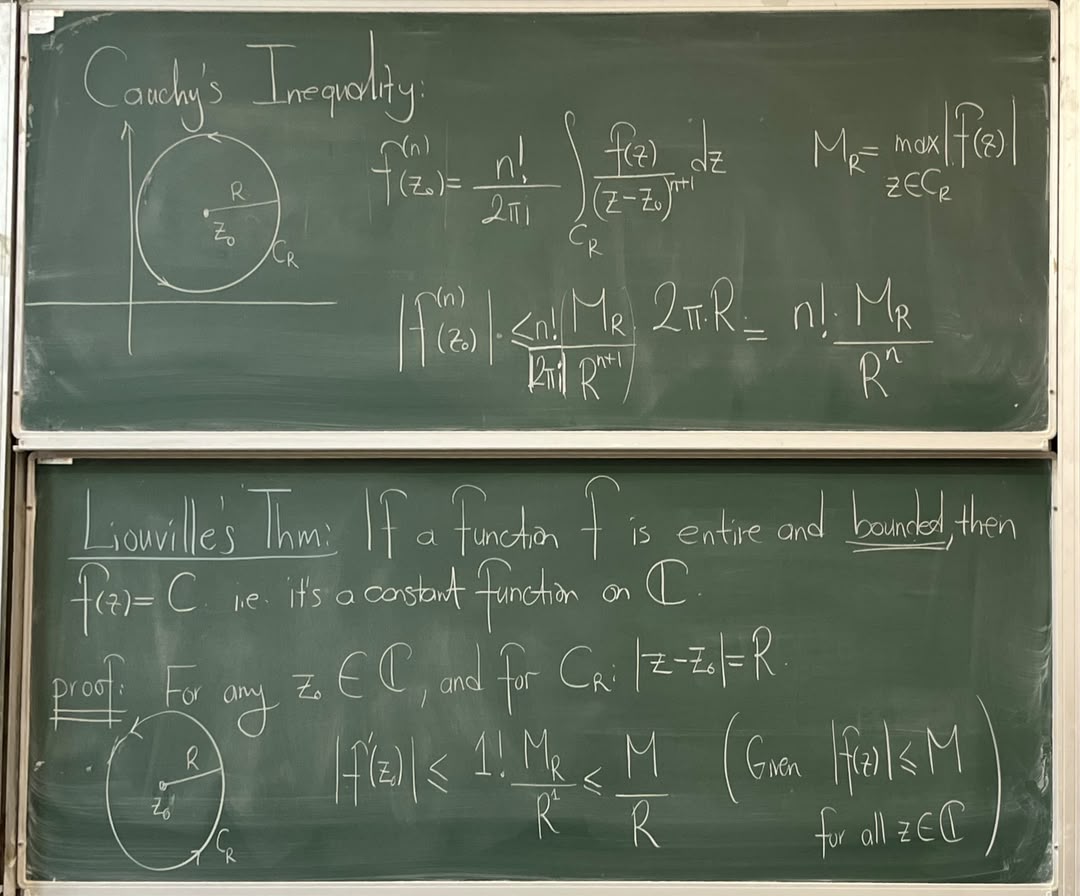 Cauchy's Inequality:
R
z₀
C_R
f^(n)(z₀) = n!/2πi ∫_{C_R} f(z)/(z-z₀)^{n+1} dz
M_R = max_{z∈C_R} |f(z)|
|f^(n)(z₀)| ≤ n!/|2πi| (M_R/R^{n+1}) 2π·R = n! · M_R/R^n
Liouville's Thm: If a function f is entire and bounded, then
f(z) = C. i.e. it's a constant function on ℂ.
proof: For any z₀ ∈ ℂ, and for C_R: |z-z₀| = R.
R
z₀
C_R
|f'(z₀)| ≤ 1! M_R/R^1 ≤ M/R
(Given |f(z)| ≤ M
for all z∈ℂ)